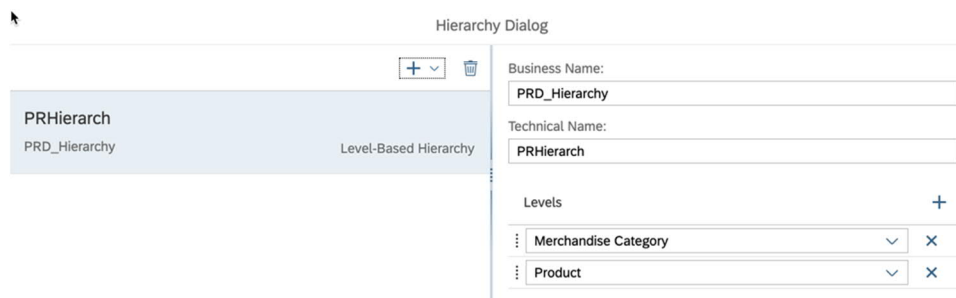 Hierarchy Dialog
PRHierarch
PRD_Hierarchy
Level-Based Hierarchy
Business Name:
PRD_Hierarchy
Technical Name:
PRHierarch
Levels
Merchandise Category
Product